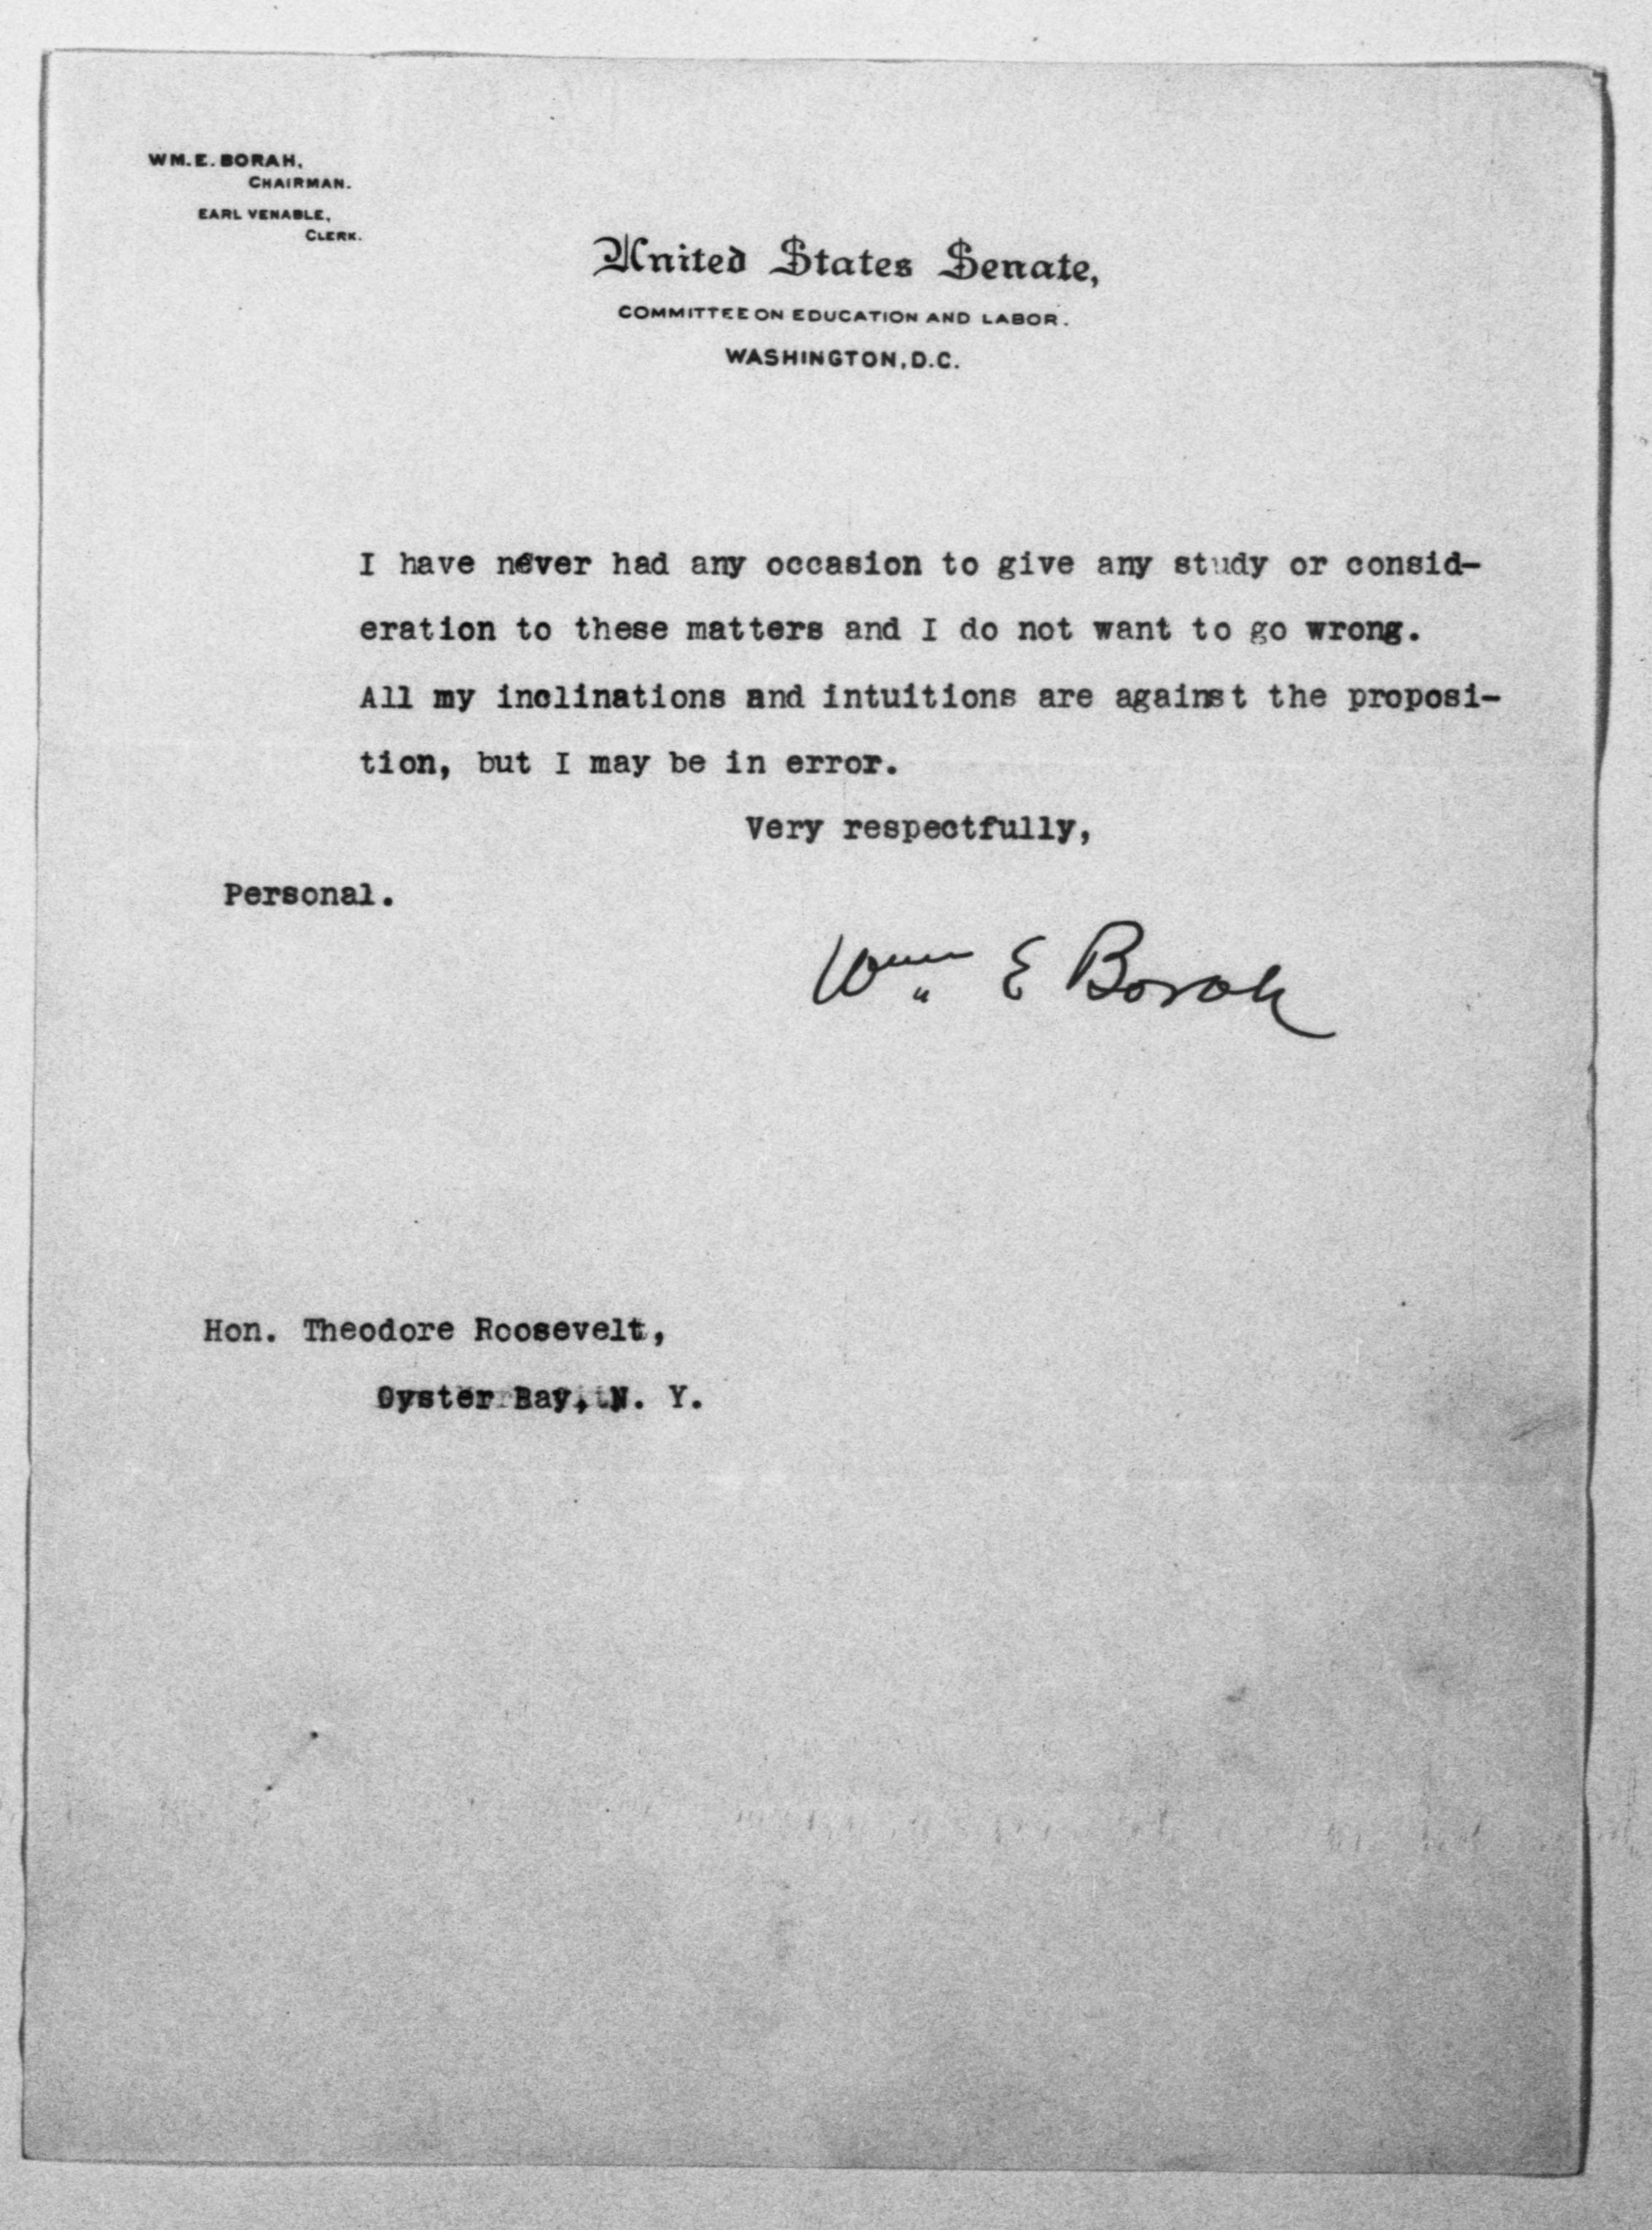 WM. E. BORAH,
CHAIRMAN.
EARL VENABLE,
CLERK.
United States Senate,
COMMITTEE ON EDUCATION AND LABOR.
WASHINGTON, D.C.
I have never had any occasion to give any study or consid-
eration to these matters and I do not want to go wrong.
All my inclinations and intuitions are against the proposi-
tion, but I may be in error.
Very respectfully,
Personal.
Wm E Borah
Hon. Theodore Roosevelt,
Oyster Bay, N. Y.